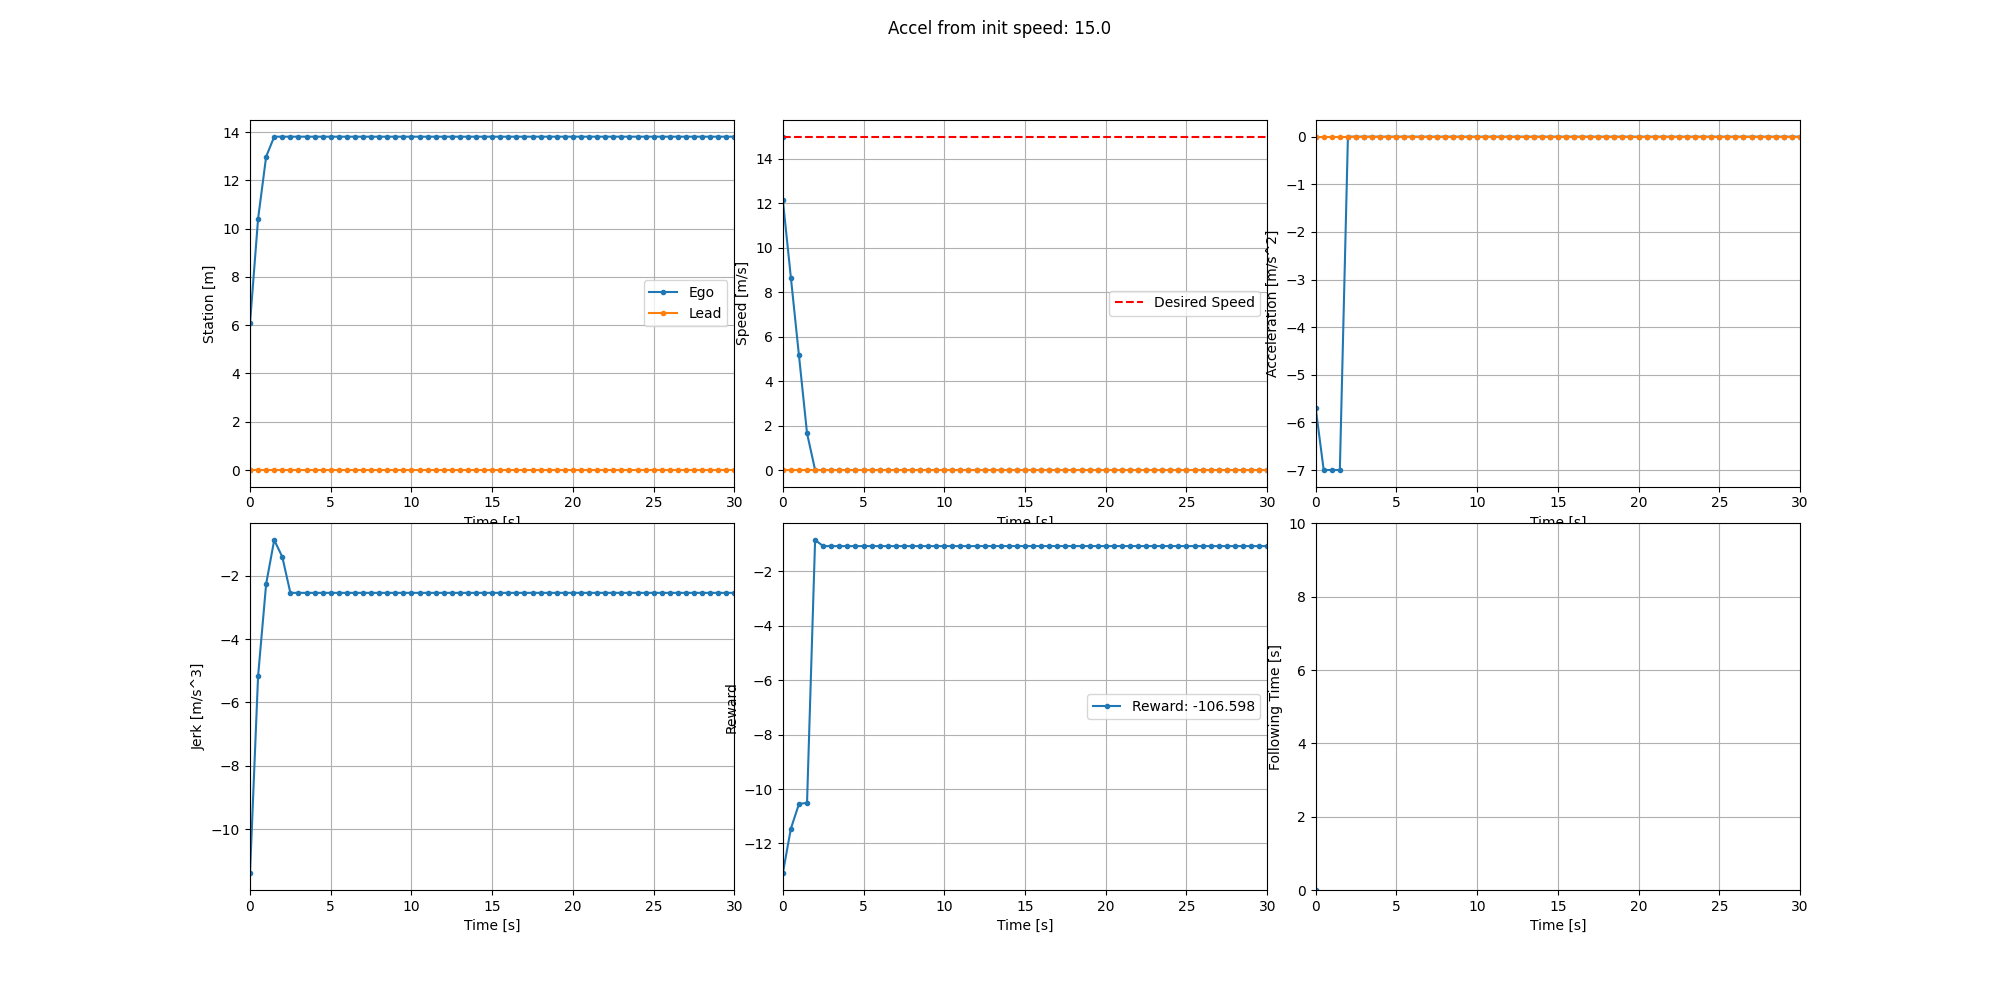 Accel from init speed: 15.0
Station [m]
14
12
10
8
6
4
2
0
Ego
Lead
0 5 10 15 20 25 30
Time [s]
Speed [m/s]
14
12
10
8
6
4
2
0
Desired Speed
0 5 10 15 20 25 30
Time [s]
Acceleration [m/s^2]
0
−1
−2
−3
−4
−5
−6
−7
0 5 10 15 20 25 30
Time [s]
Jerk [m/s^3]
−2
−4
−6
−8
−10
0 5 10 15 20 25 30
Time [s]
Reward
−2
−4
−6
−8
−10
−12
Reward: -106.598
0 5 10 15 20 25 30
Time [s]
Following Time [s]
10
8
6
4
2
0
0 5 10 15 20 25 30
Time [s]